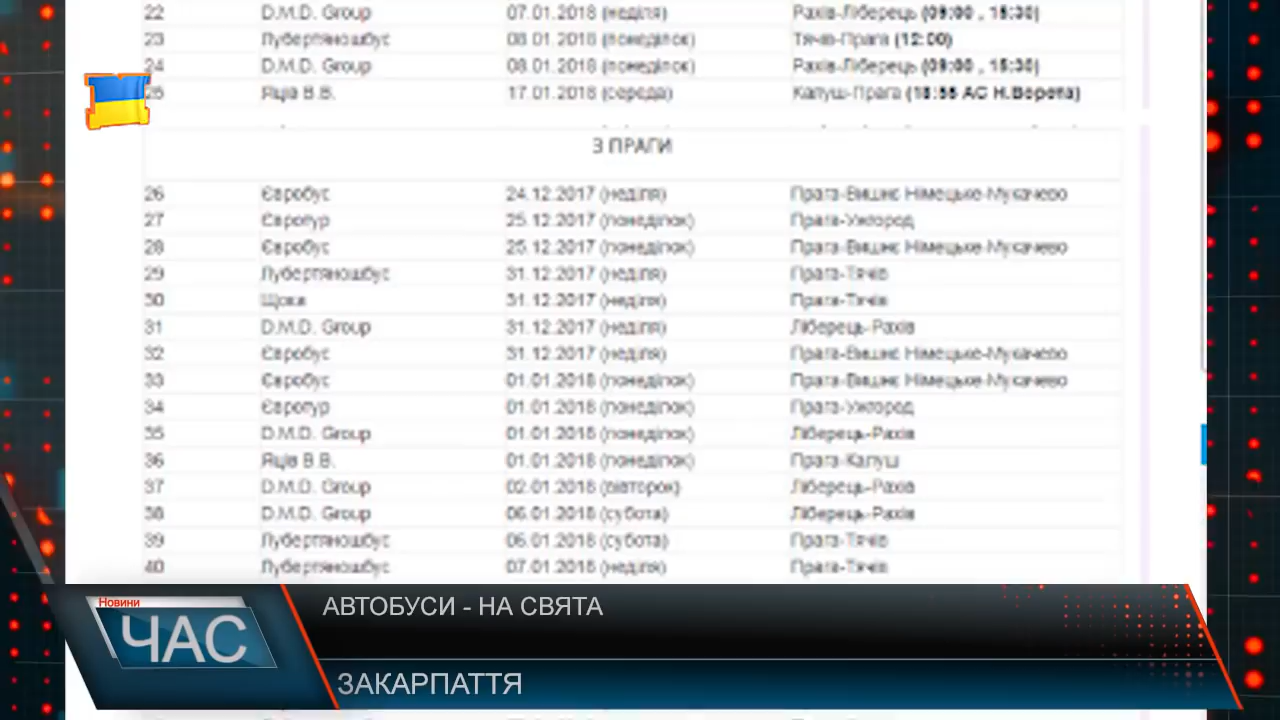 22 D.M.D. Group 07.01.2018 (неділя) Рахів-Ліберець (09:00 , 15:30)
23 Лубертяношбус 08.01.2018 (понеділок) Тячів-Прага (12:00)
24 D.M.D. Group 08.01.2018 (понеділок) Рахів-Ліберець (09:00 , 15:30)
25 Яців В.В. 17.01.2018 (середа) Калуш-Прага (18:55 АС Н.Ворота)
З ПРАГИ
26 Євробус 24.12.2017 (неділя) Прага-Вишнє Німецьке-Мукачево
27 Євротур 25.12.2017 (понеділок) Прага-Ужгород
28 Євробус 25.12.2017 (понеділок) Прага-Вишнє Німецьке-Мукачево
29 Лубертяношбус 31.12.2017 (неділя) Прага-Тячів
30 Щока 31.12.2017 (неділя) Прага-Тячів
31 D.M.D. Group 31.12.2017 (неділя) Ліберець-Рахів
32 Євробус 31.12.2017 (неділя) Прага-Вишнє Німецьке-Мукачево
33 Євробус 01.01.2018 (понеділок) Прага-Вишнє Німецьке-Мукачево
34 Євротур 01.01.2018 (понеділок) Прага-Ужгород
35 D.M.D. Group 01.01.2018 (понеділок) Ліберець-Рахів
36 Яців В.В. 01.01.2018 (понеділок) Прага-Калуш
37 D.M.D. Group 02.01.2018 (вівторок) Ліберець-Рахів
38 D.M.D. Group 06.01.2018 (субота) Ліберець-Рахів
39 Лубертяношбус 06.01.2018 (субота) Прага-Тячів
40 Лубертяношбус 07.01.2018 (неділя) Прага-Тячів
Новини
ЧАС
АВТОБУСИ - НА СВЯТА
ЗАКАРПАТТЯ